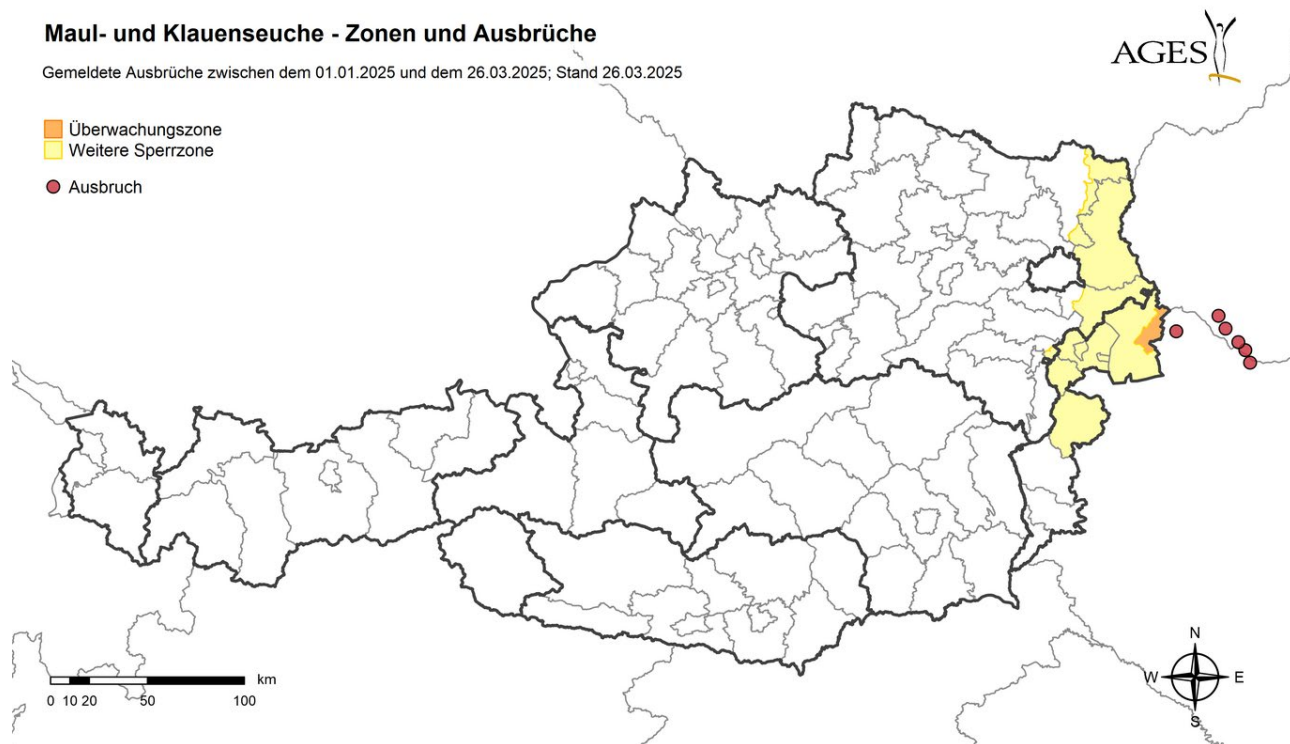 Maul- und Klauenseuche - Zonen und Ausbrüche
AGES
Gemeldete Ausbrüche zwischen dem 01.01.2025 und dem 26.03.2025; Stand 26.03.2025
Überwachungszone
Weitere Sperrzone
Ausbruch
N
W E
S
km
0 10 20 50 100